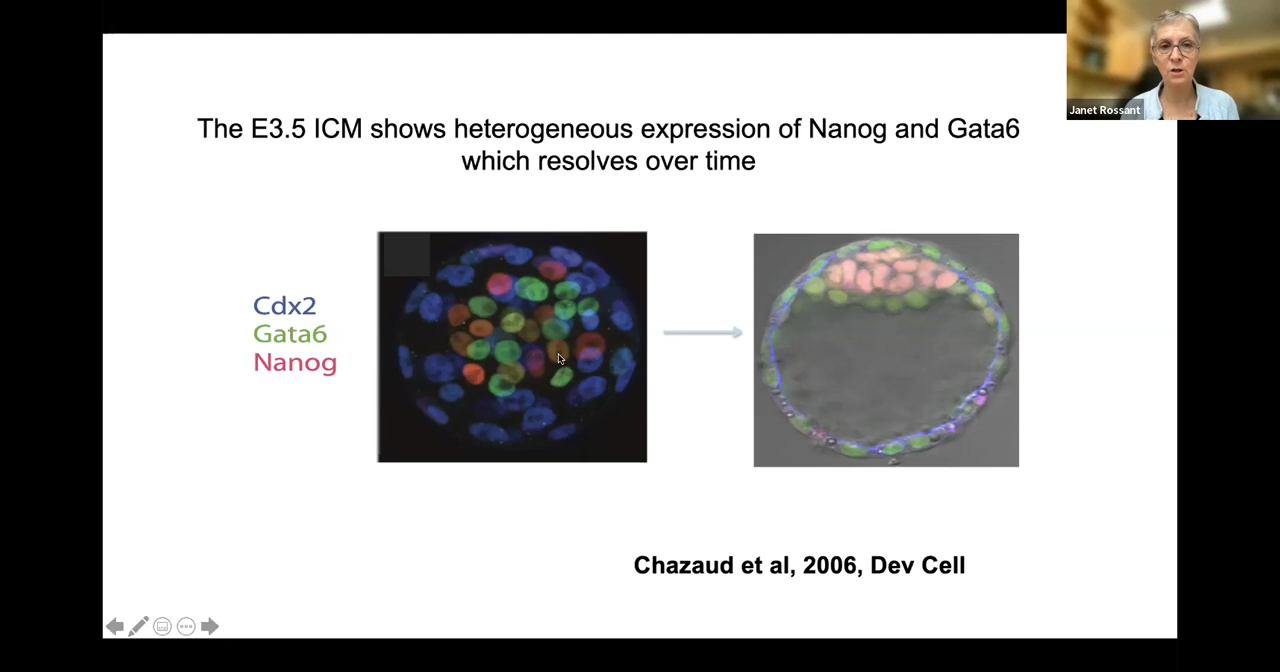 Janet Rossant
The E3.5 ICM shows heterogeneous expression of Nanog and Gata6
which resolves over time
Cdx2
Gata6
Nanog
Chazaud et al, 2006, Dev Cell